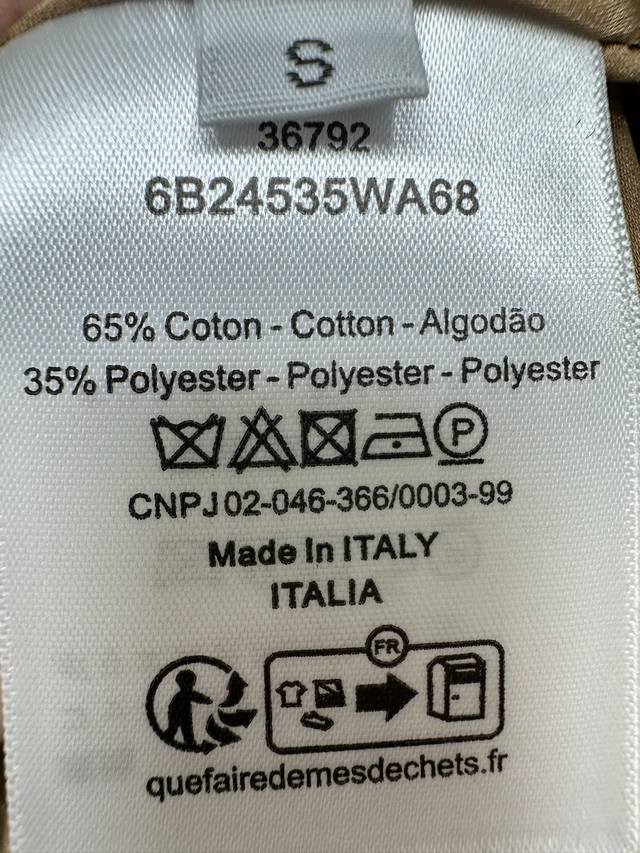 S
36792
6B24535WA68
65% Coton - Cotton - Algodão
35% Polyester - Polyester - Polyester
P
CNPJ 02-046-366/0003-99
Made In ITALY
ITALIA
FR
quefairedemesdechets.fr